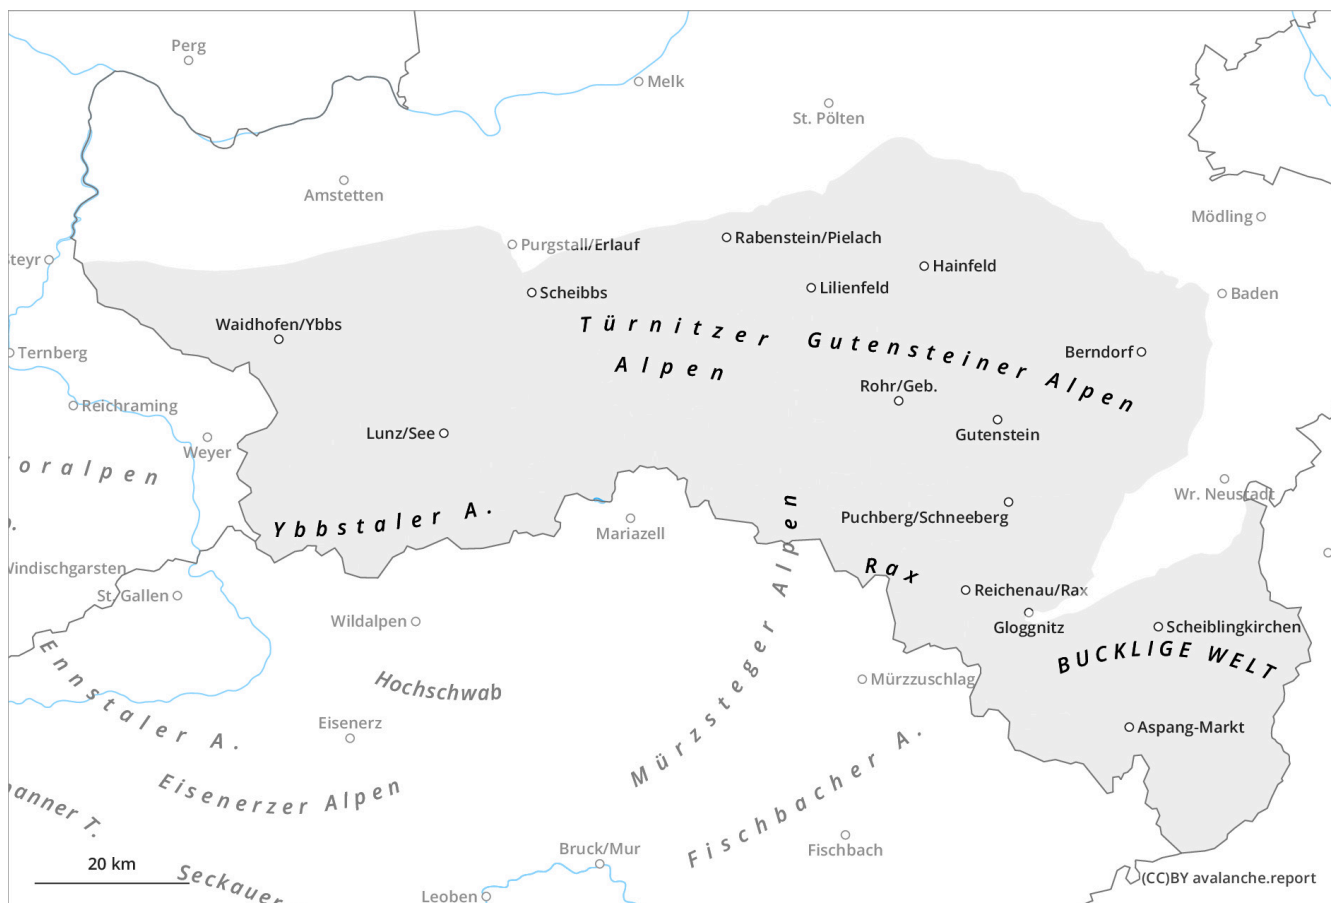 Perg
Melk
St. Pölten
Amstetten
Mödling
Purgstall/Erlauf
Rabenstein/Pielach
steyr
Hainfeld
Scheibbs
Lilienfeld
Baden
Waidhofen/Ybbs
Türnitzer
Alpen
Gutensteiner Alpen
Ternberg
Berndorf
Rohr/Geb.
Reichraming
Lunz/See
Gutenstein
Weyer
oralpen
Wr. Neustadt
Ybbstaler A.
Puchberg/Schneeberg
Mariazell
Windischgarsten
Rax
St. Gallen
Reichenau/Rax
Wildalpen
Gloggnitz
Scheiblingkirchen
BUCKLIGE WELT
Ennstaler A.
Hochschwab
Mürzsteger Alpen
Mürzzuschlag
Eisenerz
Aspang-Markt
Eisenerzer Alpen
Fischbacher A.
anner T.
Bruck/Mur
Fischbach
20 km
Seckauer
Leoben
(CC)BY avalanche.report